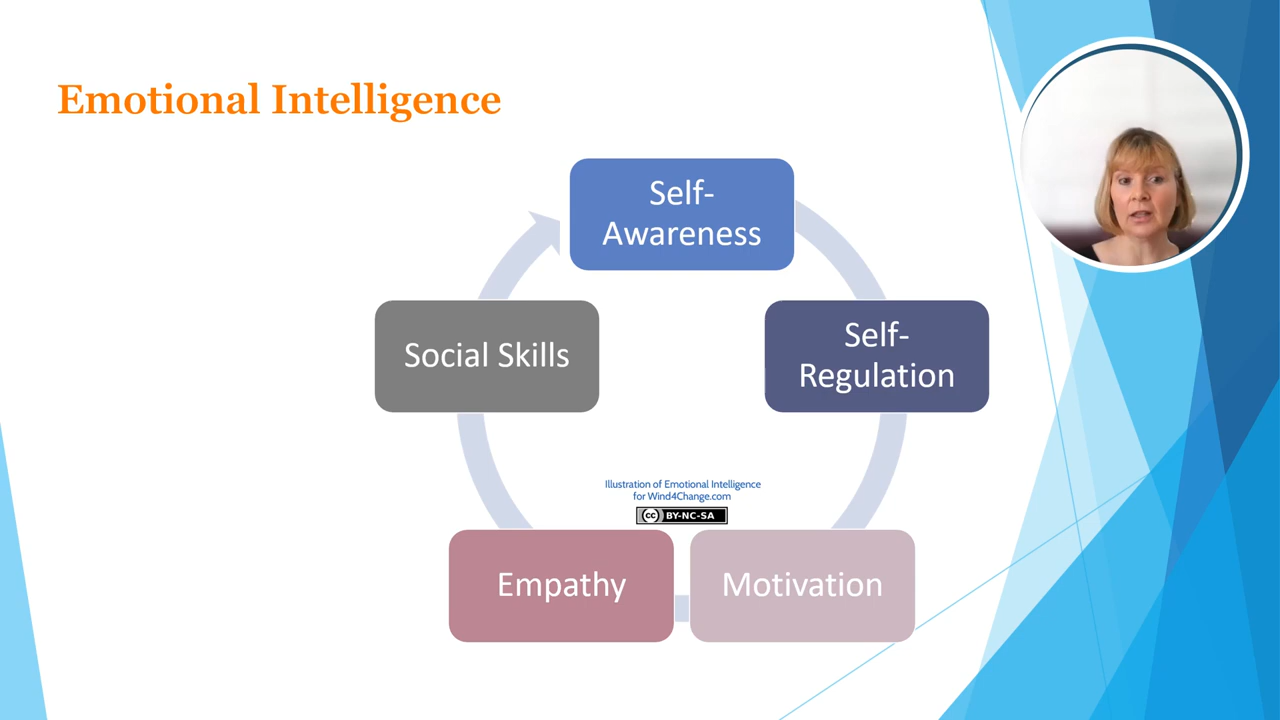 Emotional Intelligence
Self-
Awareness
Self-
Regulation
Motivation
Empathy
Social Skills
Illustration of Emotional Intelligence
for Wind4Change.com
cc BY-NC-SA